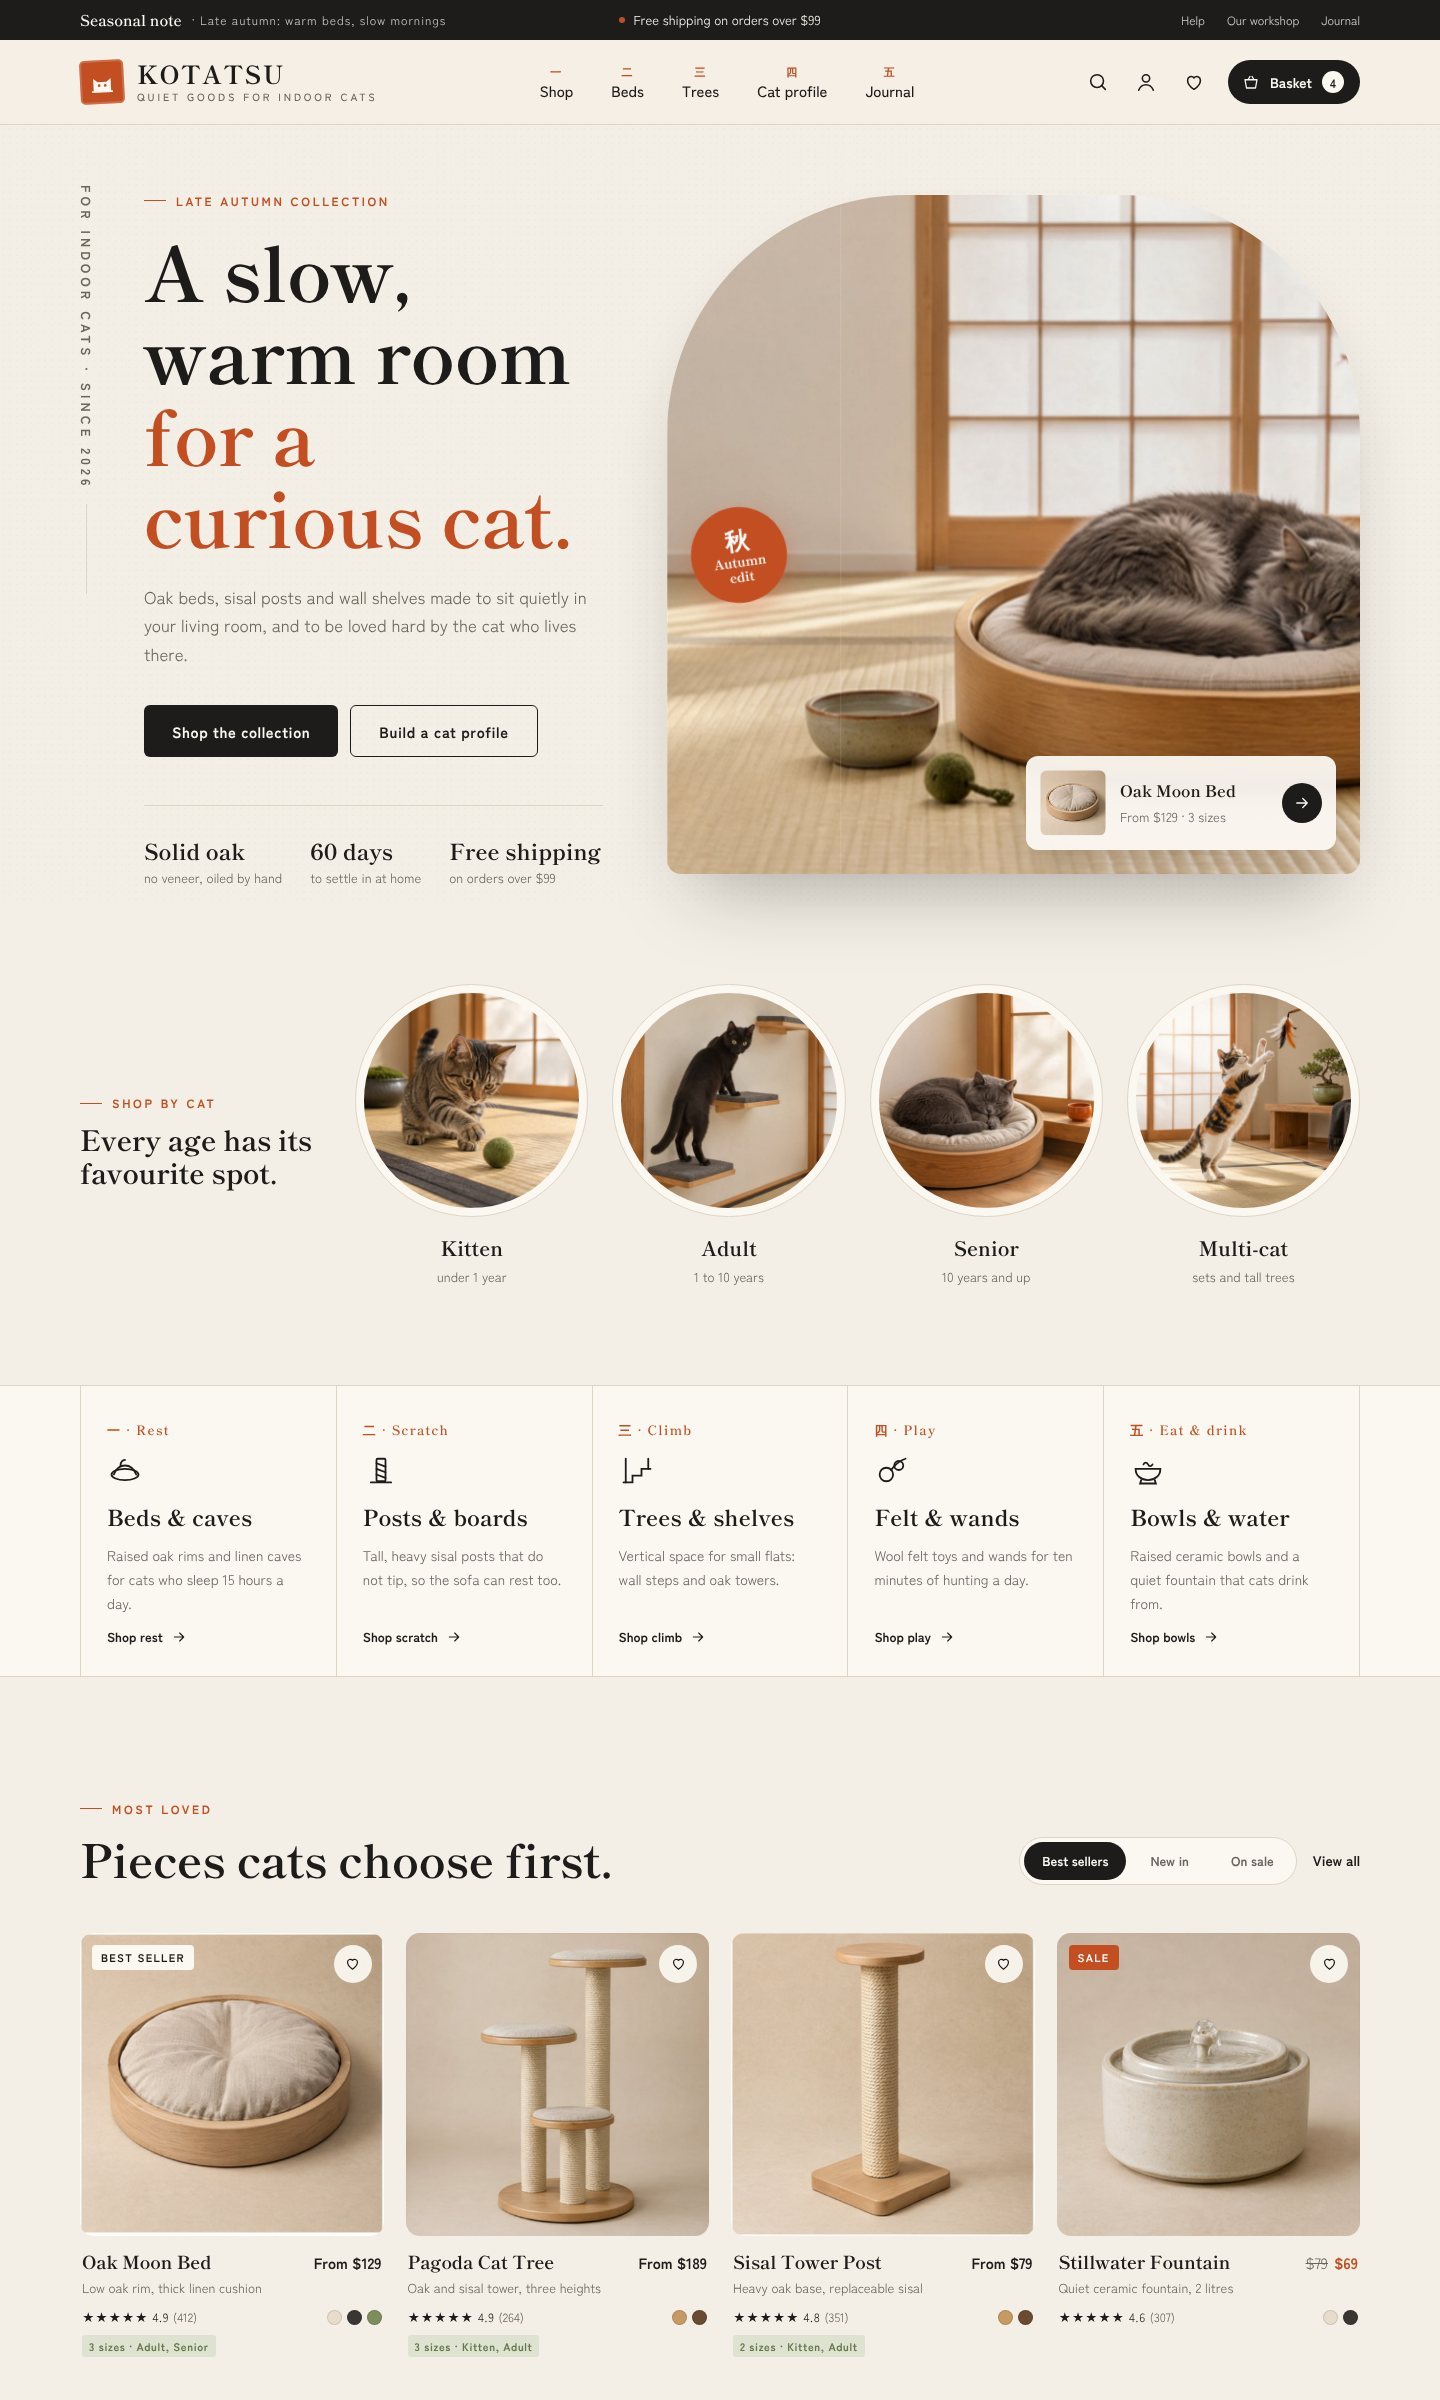 Seasonal note · Late autumn: warm beds, slow mornings
Free shipping on orders over $99
Help Our workshop Journal
KOTATSU
QUIET GOODS FOR INDOOR CATS
一 二 三 四 五
Shop Beds Trees Cat profile Journal
Basket 4
FOR INDOOR CATS · SINCE 2026
LATE AUTUMN COLLECTION
A slow,
warm room
for a
curious cat.
Oak beds, sisal posts and wall shelves made to sit quietly in
your living room, and to be loved hard by the cat who lives
there.
Shop the collection
Build a cat profile
Solid oak
no veneer, oiled by hand
60 days
to settle in at home
Free shipping
on orders over $99
秋
Autumn
edit
Oak Moon Bed
From $129 · 3 sizes
SHOP BY CAT
Every age has its
favourite spot.
Kitten
under 1 year
Adult
1 to 10 years
Senior
10 years and up
Multi-cat
sets and tall trees
一 · Rest
Beds & caves
Raised oak rims and linen caves
for cats who sleep 15 hours a
day.
Shop rest
二 · Scratch
Posts & boards
Tall, heavy sisal posts that do
not tip, so the sofa can rest too.
Shop scratch
三 · Climb
Trees & shelves
Vertical space for small flats:
wall steps and oak towers.
Shop climb
四 · Play
Felt & wands
Wool felt toys and wands for ten
minutes of hunting a day.
Shop play
五 · Eat & drink
Bowls & water
Raised ceramic bowls and a
quiet fountain that cats drink
from.
Shop bowls
MOST LOVED
Pieces cats choose first.
Best sellers New in On sale View all
BEST SELLER
Oak Moon Bed From $129
Low oak rim, thick linen cushion
★★★★★ 4.9 (412)
3 sizes · Adult, Senior
Pagoda Cat Tree From $189
Oak and sisal tower, three heights
★★★★★ 4.9 (264)
3 sizes · Kitten, Adult
Sisal Tower Post From $79
Heavy oak base, replaceable sisal
★★★★★ 4.8 (351)
2 sizes · Kitten, Adult
SALE
Stillwater Fountain $79 $69
Quiet ceramic fountain, 2 litres
★★★★★ 4.6 (307)